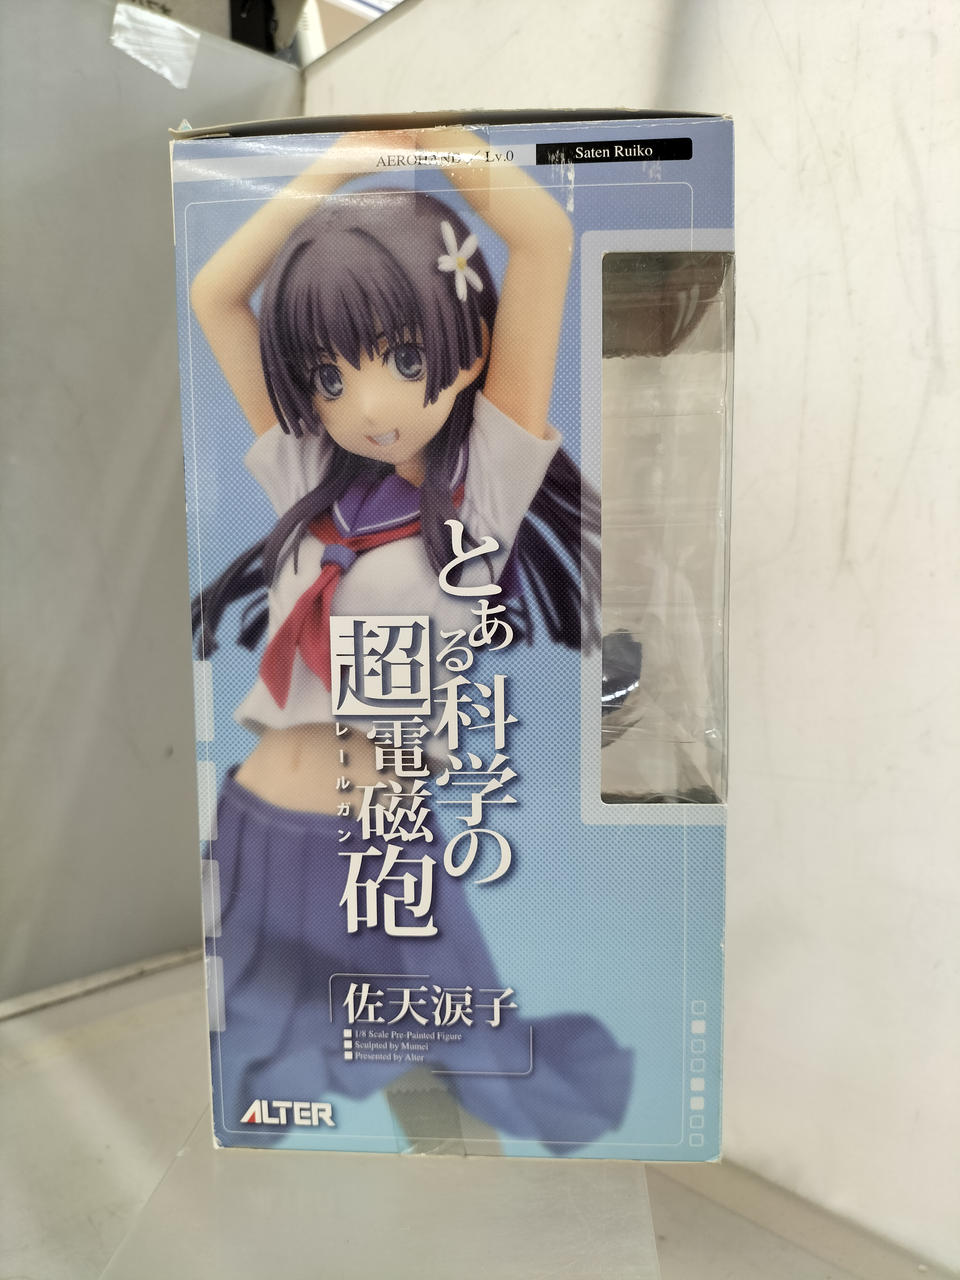 AEROHAND / Lv.0
Saten Ruiko
とある科学の
超電磁砲
レールガン
佐天涙子
1/8 Scale Pre-Painted Figure
Sculpted by Mumei
Presented by Alter
ALTER